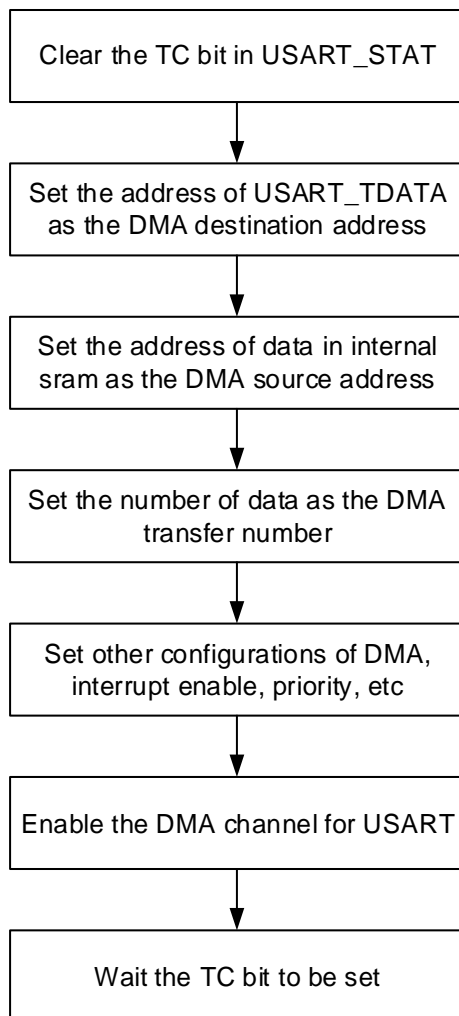 Clear the TC bit in USART_STAT
Set the address of USART_TDATA
as the DMA destination address
Set the address of data in internal
sram as the DMA source address
Set the number of data as the DMA
transfer number
Set other configurations of DMA,
interrupt enable, priority, etc
Enable the DMA channel for USART
Wait the TC bit to be set